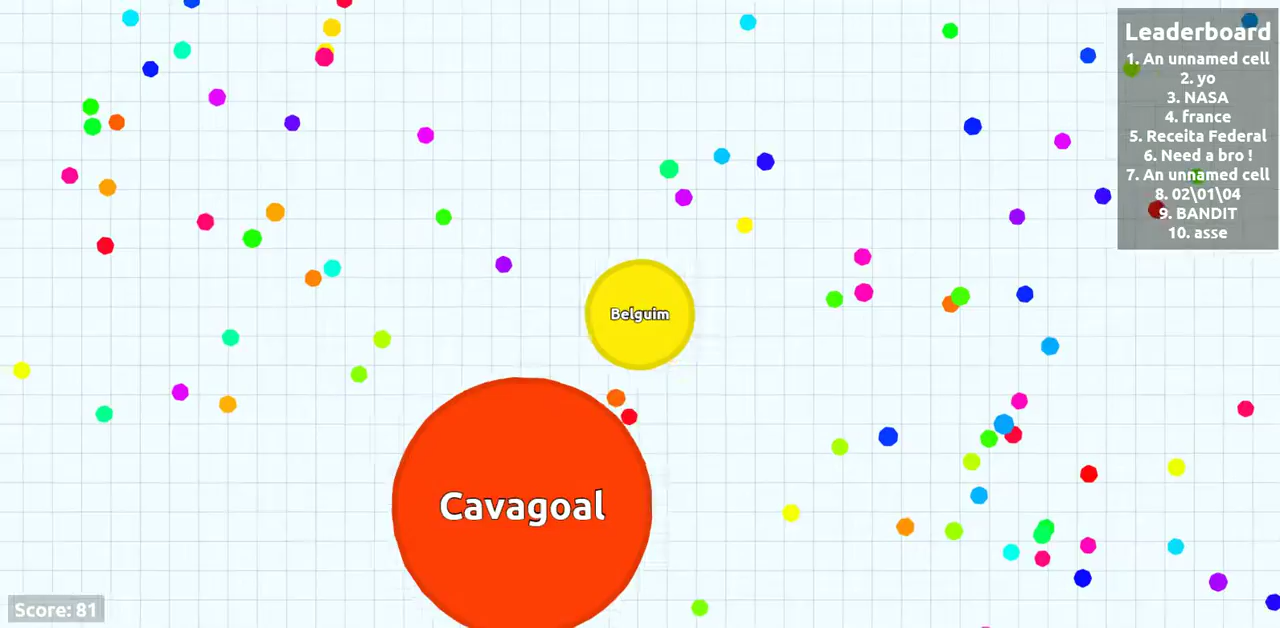 Leaderboard
1. An unnamed cell
2. yo
3. NASA
4. france
5. Receita Federal
6. Need a bro !
7. An unnamed cell
8. 02\01\04
9. BANDIT
10. asse
Belguim
Cavagoal
Score: 81